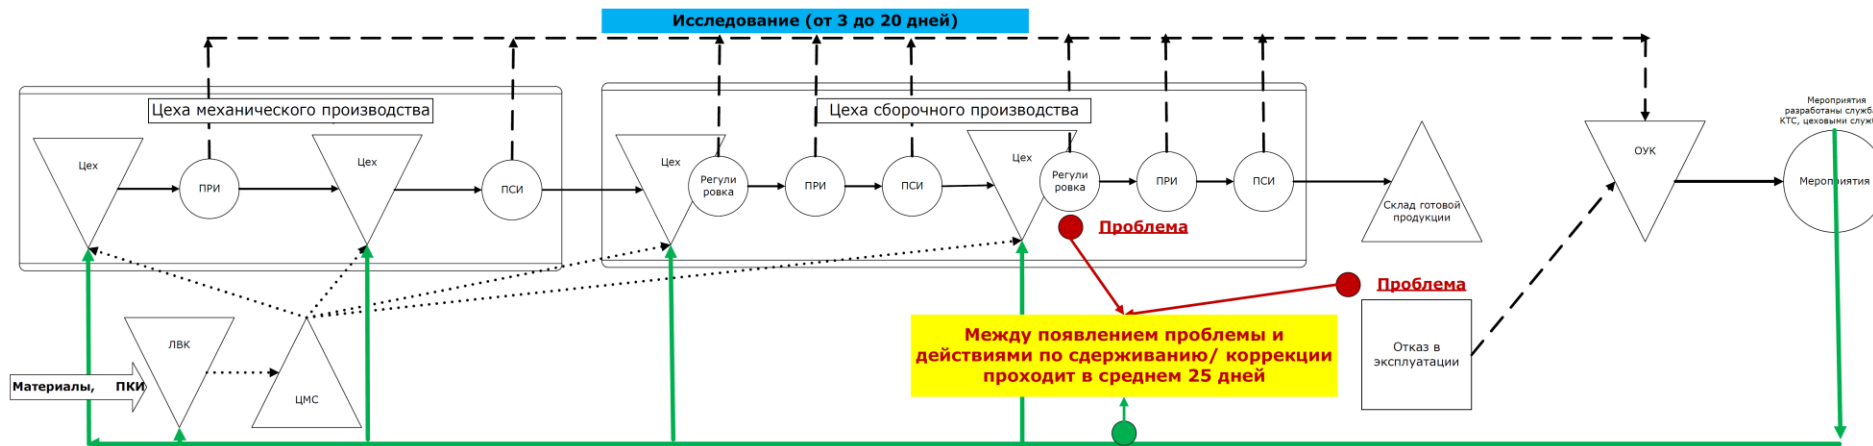 Исследование (от 3 до 20 дней)
Цеха механического производства
Цеха сборочного производства
Мероприятия
разработаны служба
КТС, цеховыми служб
Цех
ПРИ
Цех
ПСИ
Цех
Регули
ровка
ПРИ
ПСИ
Цех
Регули
ровка
ПРИ
ПСИ
Склад готовой
продукции
ОУК
Мероприятия
Проблема
Проблема
Между появлением проблемы и
действиями по сдерживанию/ коррекции
проходит в среднем 25 дней
Отказ в
эксплуатации
ЛВК
Материалы, ПКИ
ЦМС